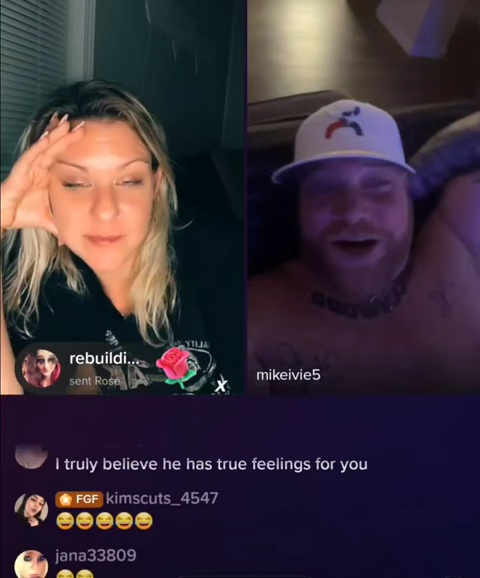 rebuildi...
sent Rose
X
mikeivie5
I truly believe he has true feelings for you
FGF kimscuts_4547
jana33809